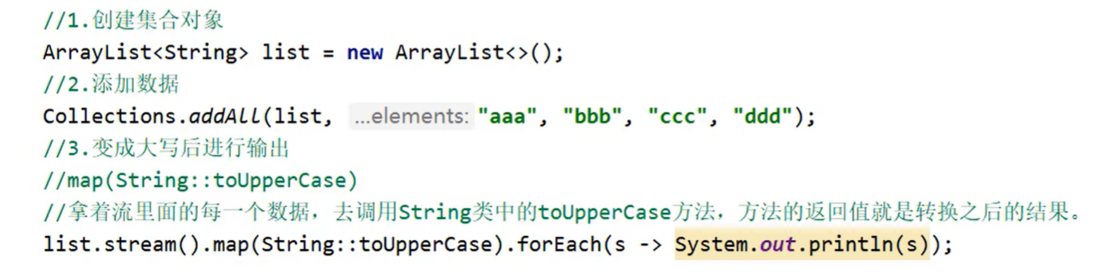 //1.创建集合对象
ArrayList<String> list = new ArrayList<>();
//2.添加数据
Collections.addAll(list, ...elements: "aaa", "bbb", "ccc", "ddd");
//3.变成大写后进行输出
//map(String::toUpperCase)
//拿着流里面的每一个数据，去调用String类中的toUpperCase方法，方法的返回值就是转换之后的结果。
list.stream().map(String::toUpperCase).forEach(s -> System.out.println(s));